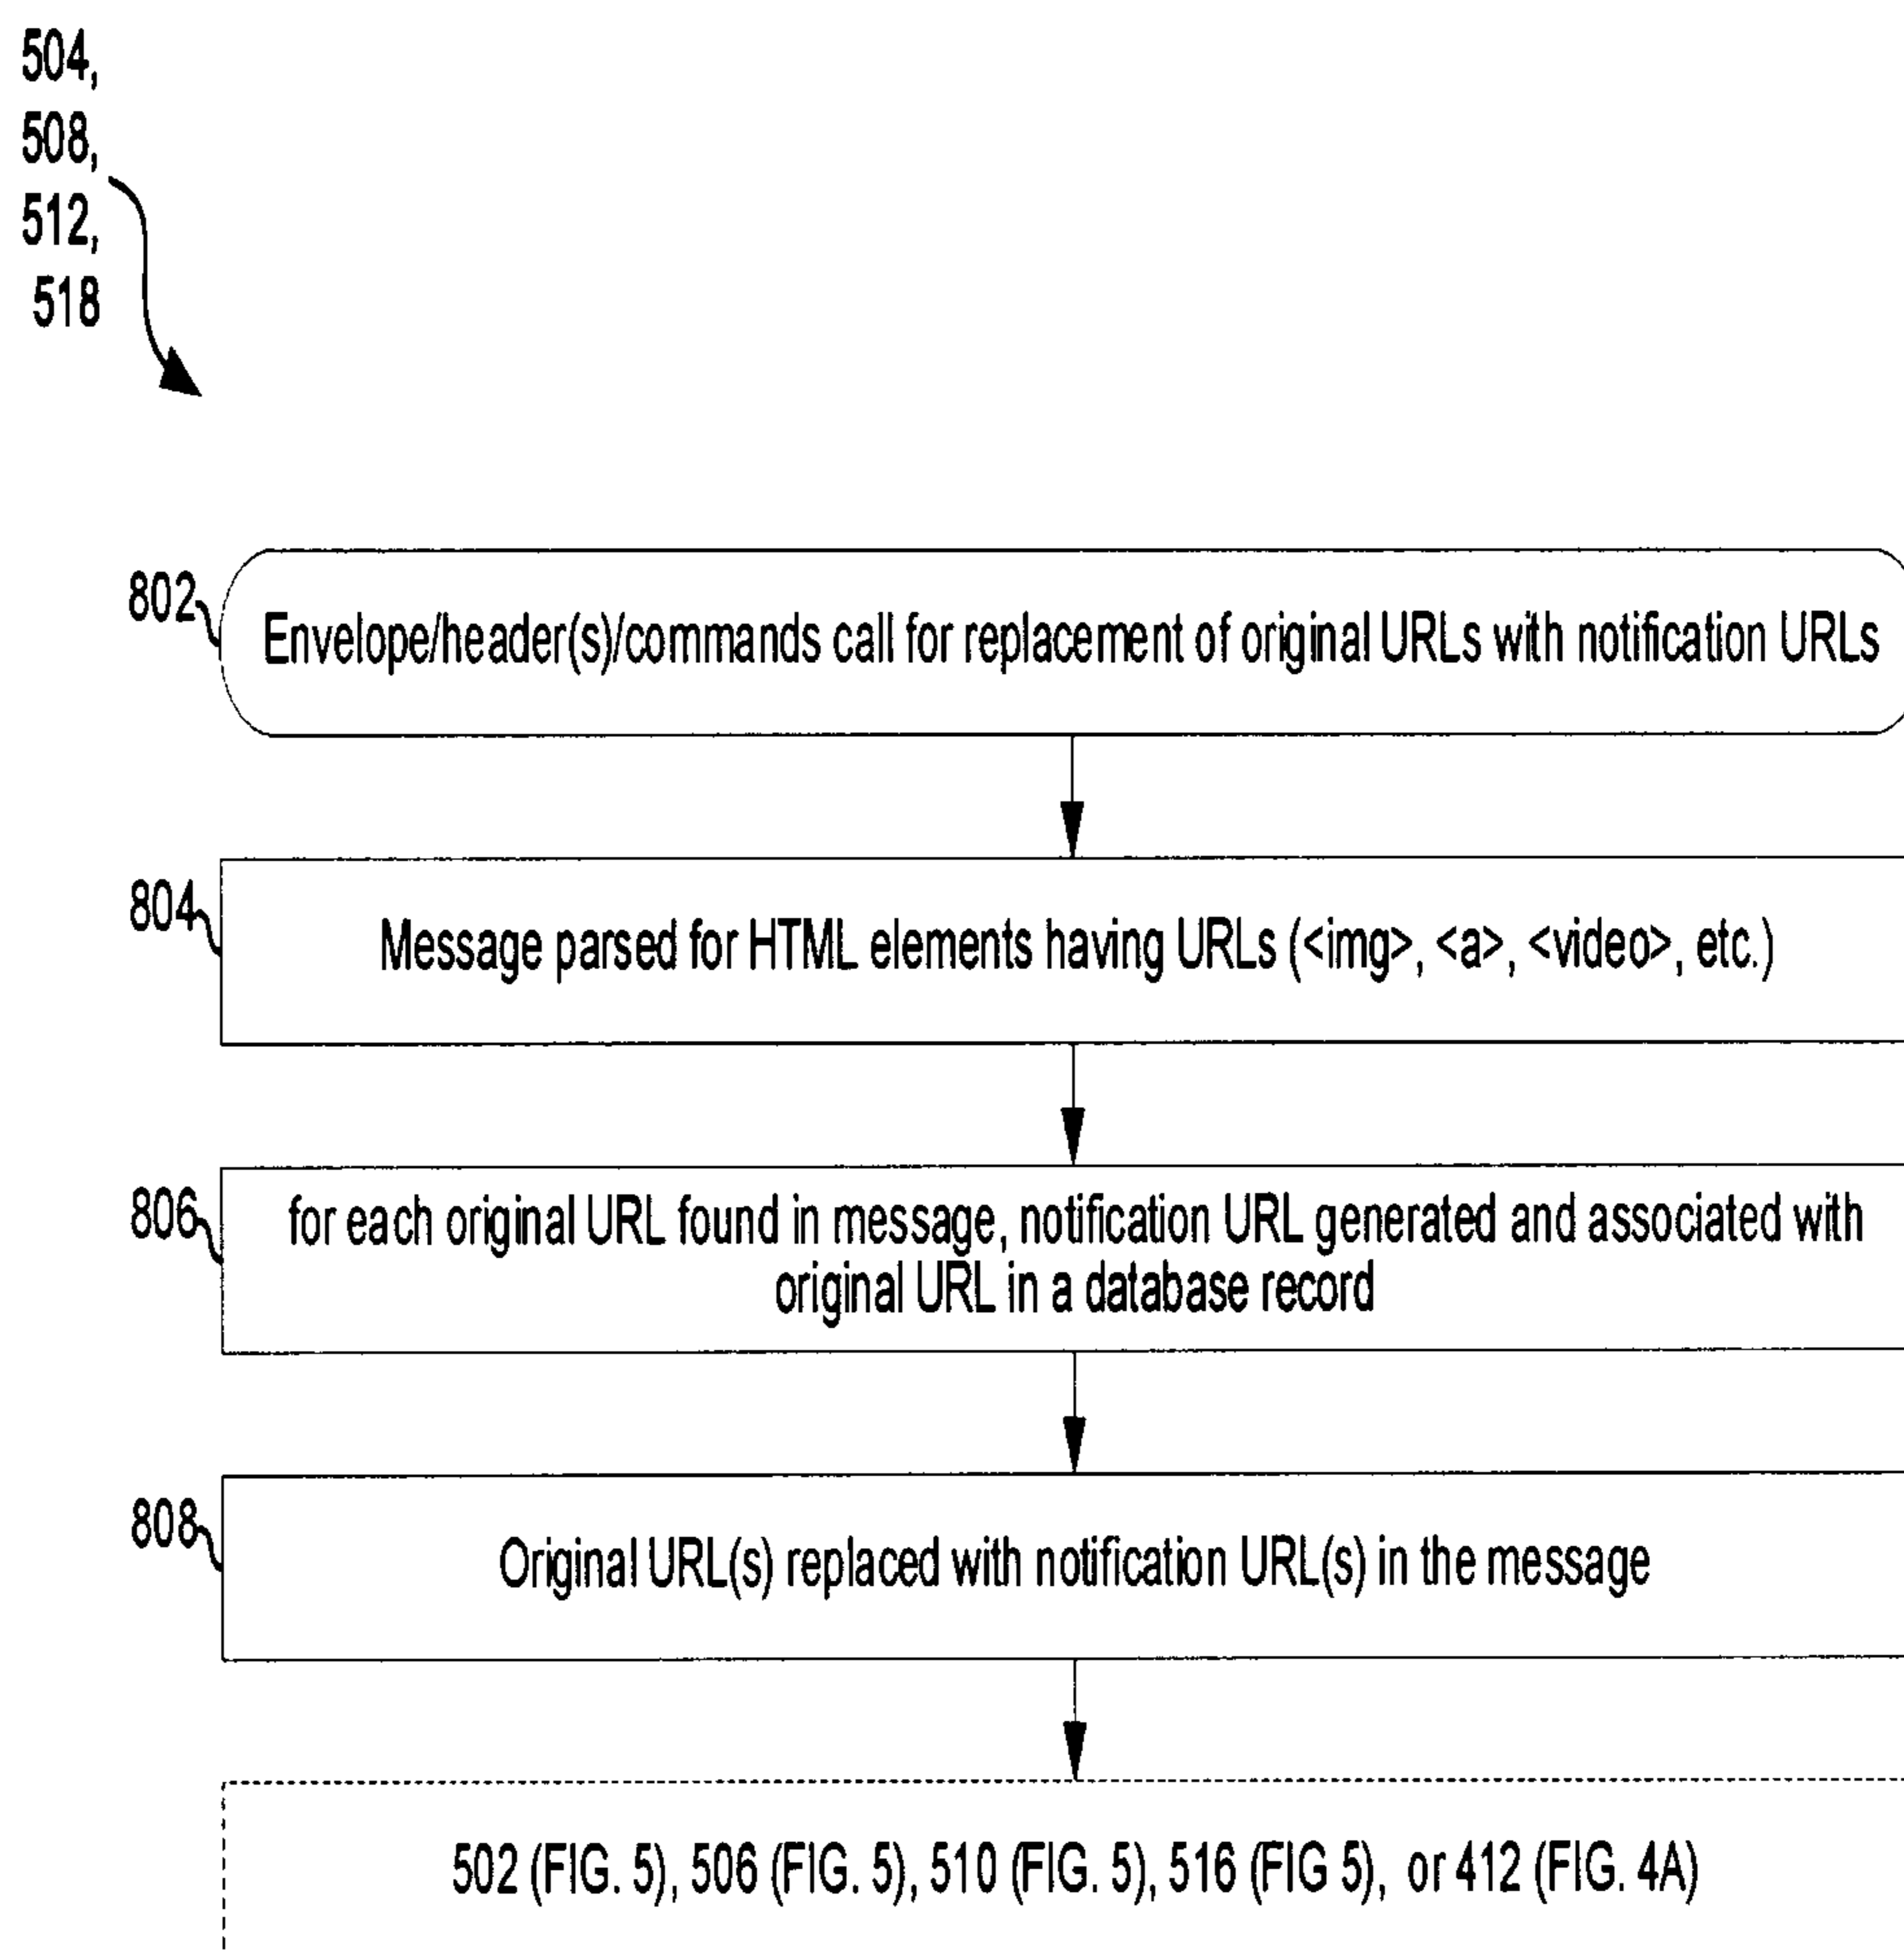 504,
508,
512,
518
802
Envelope/header(s)/commands call for replacement of original URLs with notification URLs
804
Message parsed for HTML elements having URLs (<img>, <a>, <video>, etc.)
806
for each original URL found in message, notification URL generated and associated with
original URL in a database record
808
Original URL(s) replaced with notification URL(s) in the message
502 (FIG. 5), 506 (FIG. 5), 510 (FIG. 5), 516 (FIG 5), or 412 (FIG. 4A)